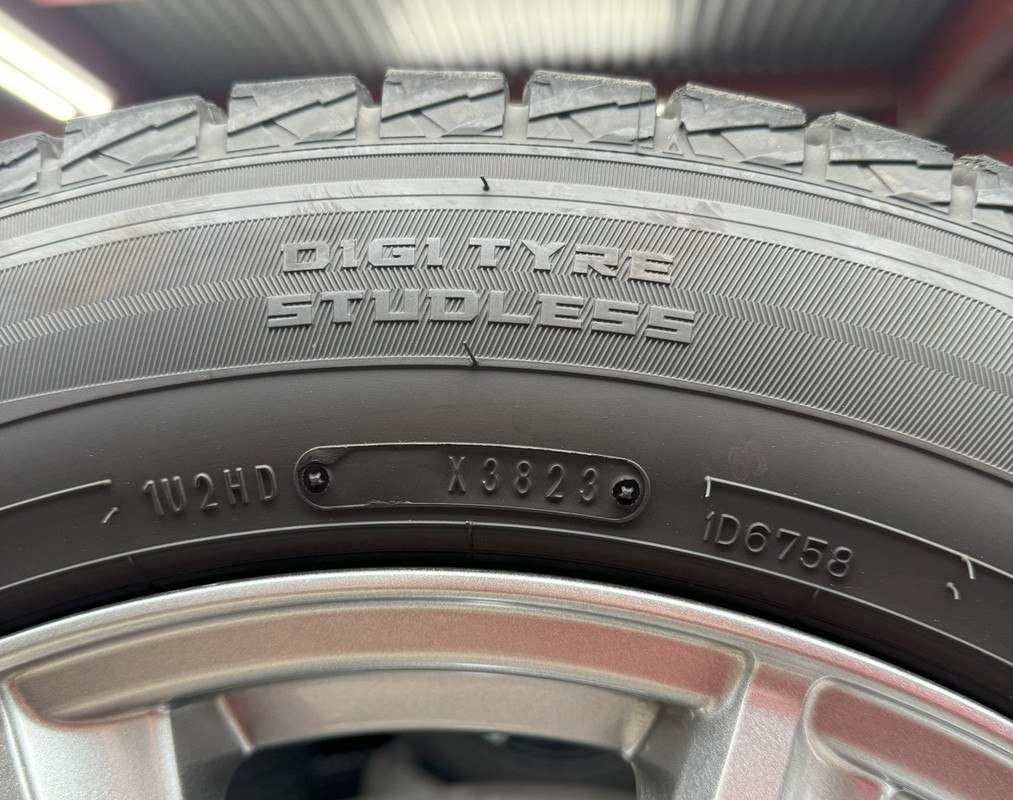 DIGI TYRE
STUDLESS
1U2HD
X3823
1D6758